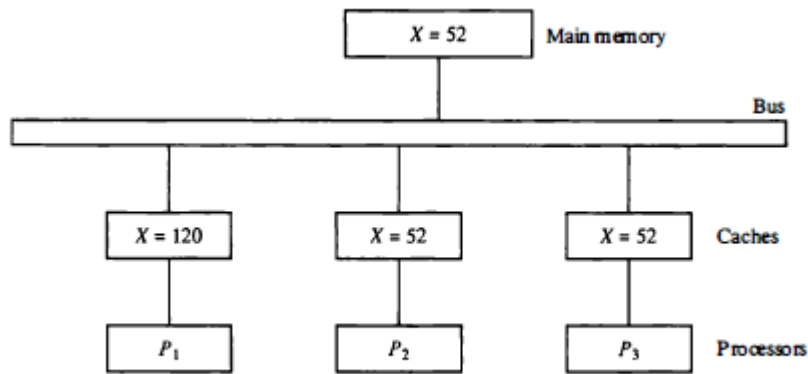 X = 52
Main memory
Bus
X = 120
X = 52
X = 52
Caches
P1
P2
P3
Processors